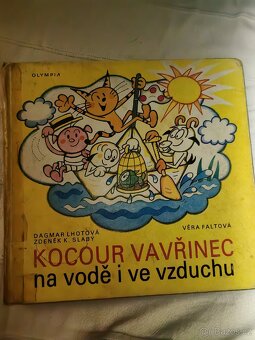 OLYMPIA
DAGMAR LHOTOVÁ
ZDENĚK K. SLABÝ
VĚRA FALTOVÁ
KOCOUR VAVŘINEC
na vodě i ve vzduchu